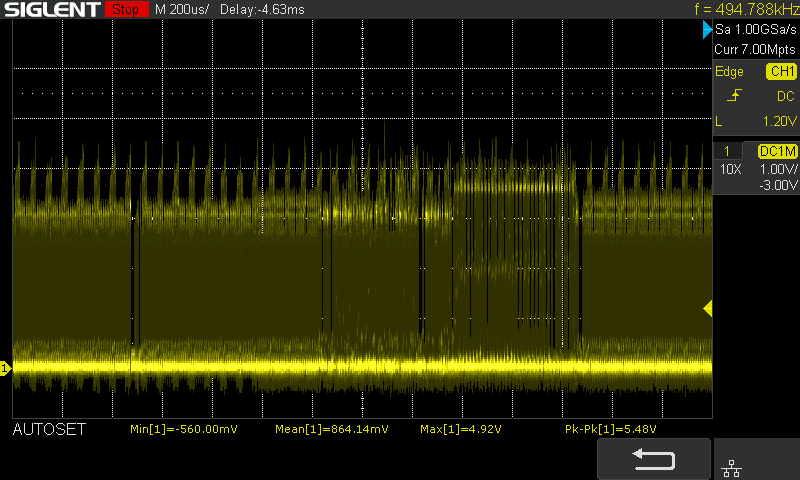 SIGLENT Stop M 200us/ Delay:-4.63ms f = 494.788kHz
Sa 1.00GSa/s
Curr 7.00Mpts
Edge CH1
DC
L 1.20V
1 DC1M
10X 1.00V/
-3.00V
1
AUTOSET Min[1]=-560.00mV Mean[1]=864.14mV Max[1]=4.92V Pk-Pk[1]=5.48V